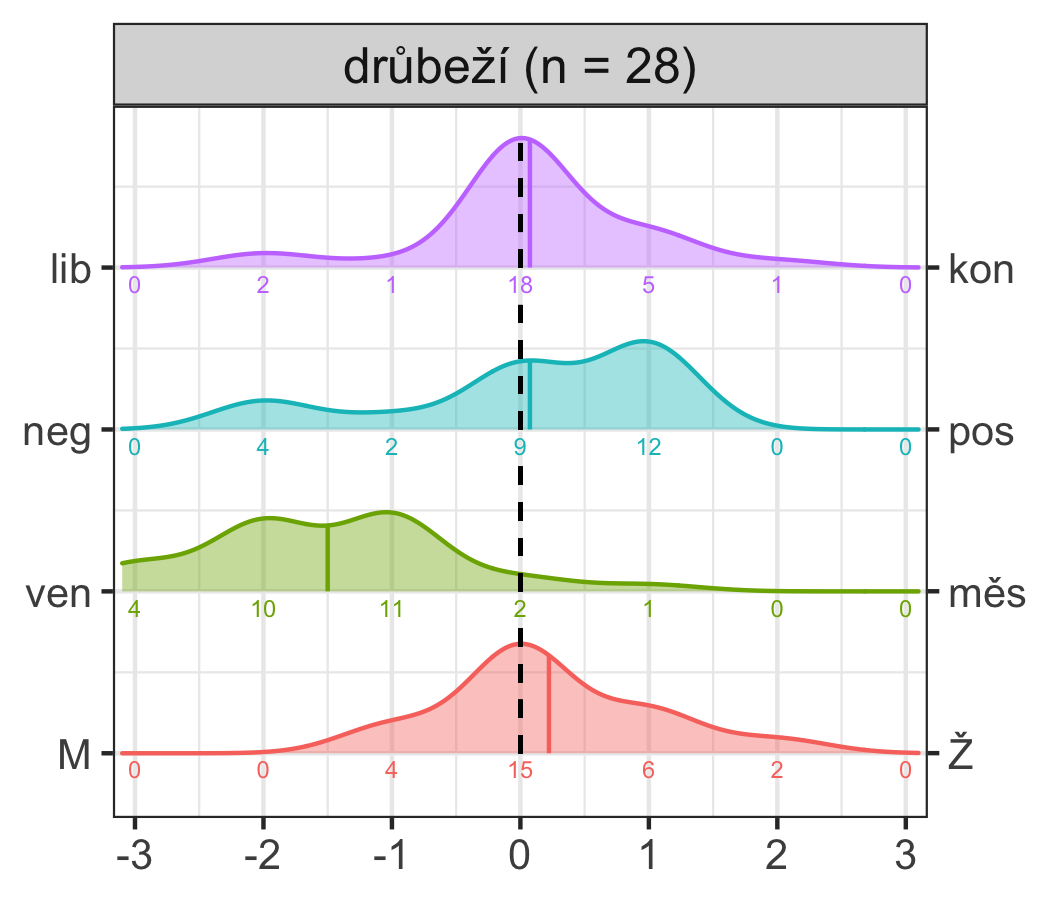 drůbeží (n = 28)
lib kon
0 2 1 18 5 1 0
neg pos
0 4 2 9 12 0 0
ven měs
4 10 11 2 1 0 0
M Ž
0 0 4 15 6 2 0
-3 -2 -1 0 1 2 3